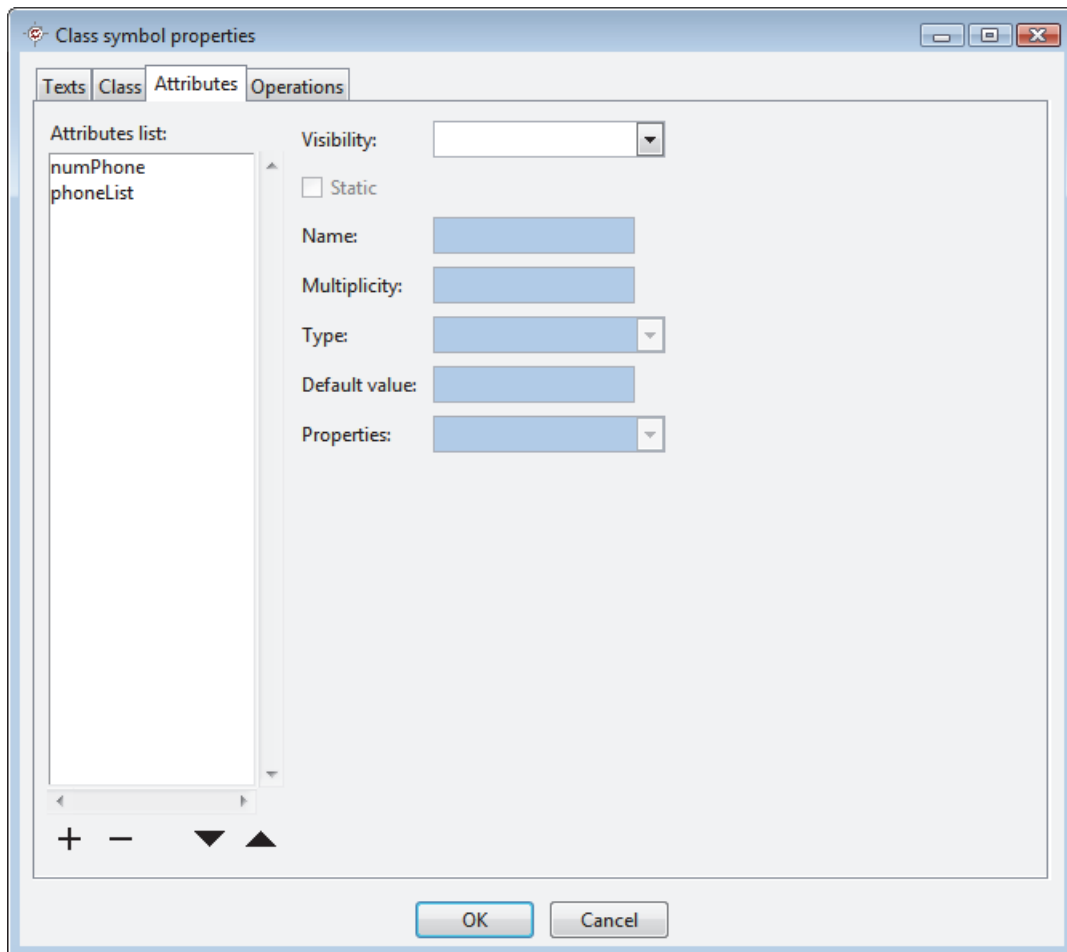 Class symbol properties
Texts Class Attributes Operations
Attributes list:
numPhone
phoneList
Visibility:
Static
Name:
Multiplicity:
Type:
Default value:
Properties:
OK Cancel